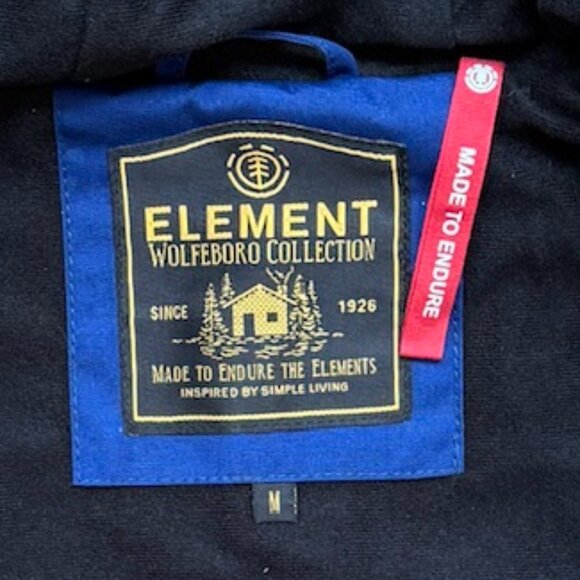 ELEMENT
WOLFEBORO COLLECTION
SINCE 1926
MADE TO ENDURE THE ELEMENTS
INSPIRED BY SIMPLE LIVING
MADE TO ENDURE
M